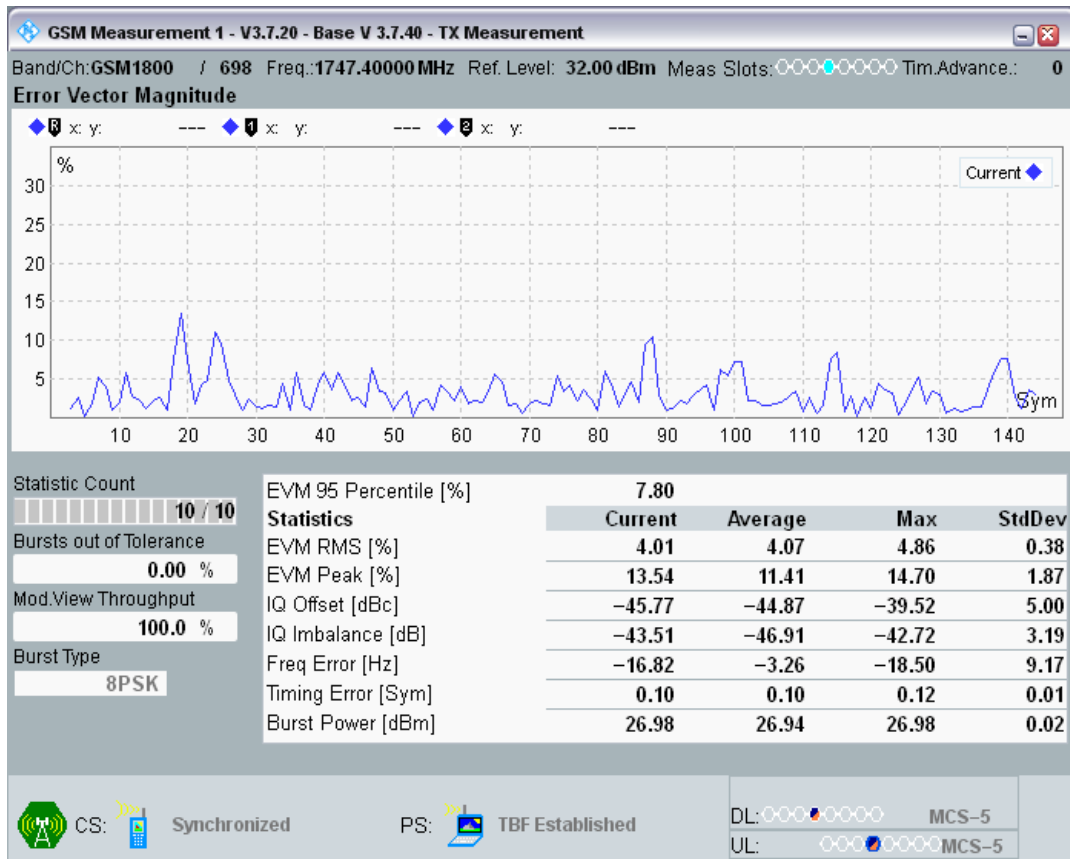 GSM Measurement 1 - V3.7.20 - Base V 3.7.40 - TX Measurement
Band/Ch:GSM1800 / 698 Freq.:1747.40000 MHz Ref. Level: 32.00 dBm Meas Slots: Tim.Advance.: 0
Error Vector Magnitude
R x: y: --- 1 x: y: --- 2 x: y: ---
%
Current
30
25
20
15
10
5
Sym
10 20 30 40 50 60 70 80 90 100 110 120 130 140
Statistic Count
10 / 10
Bursts out of Tolerance
0.00 %
Mod.View Throughput
100.0 %
Burst Type
8PSK
EVM 95 Percentile [%] 7.80
Statistics Current Average Max StdDev
EVM RMS [%] 4.01 4.07 4.86 0.38
EVM Peak [%] 13.54 11.41 14.70 1.87
IQ Offset [dBc] −45.77 −44.87 −39.52 5.00
IQ Imbalance [dB] −43.51 −46.91 −42.72 3.19
Freq Error [Hz] −16.82 −3.26 −18.50 9.17
Timing Error [Sym] 0.10 0.10 0.12 0.01
Burst Power [dBm] 26.98 26.94 26.98 0.02
CS: Synchronized PS: TBF Established
DL: MCS−5
UL: MCS−5